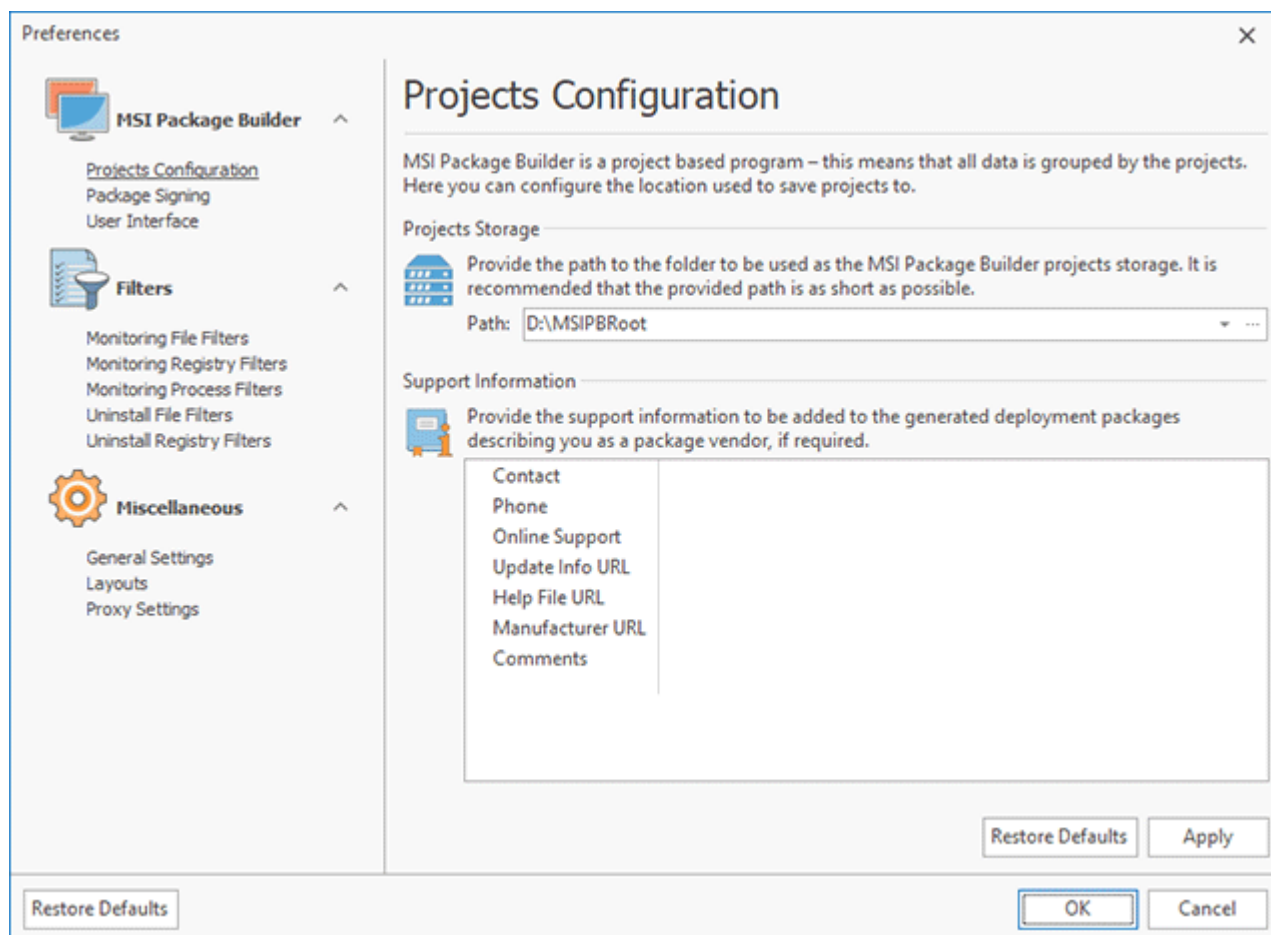 Preferences
MSI Package Builder
Projects Configuration
Package Signing
User Interface
Filters
Monitoring File Filters
Monitoring Registry Filters
Monitoring Process Filters
Uninstall File Filters
Uninstall Registry Filters
Miscellaneous
General Settings
Layouts
Proxy Settings
Projects Configuration
MSI Package Builder is a project based program – this means that all data is grouped by the projects.
Here you can configure the location used to save projects to.
Projects Storage
Provide the path to the folder to be used as the MSI Package Builder projects storage. It is
recommended that the provided path is as short as possible.
Path: D:\MSIPBRoot
Support Information
Provide the support information to be added to the generated deployment packages
describing you as a package vendor, if required.
Contact
Phone
Online Support
Update Info URL
Help File URL
Manufacturer URL
Comments
Restore Defaults Apply
Restore Defaults OK Cancel